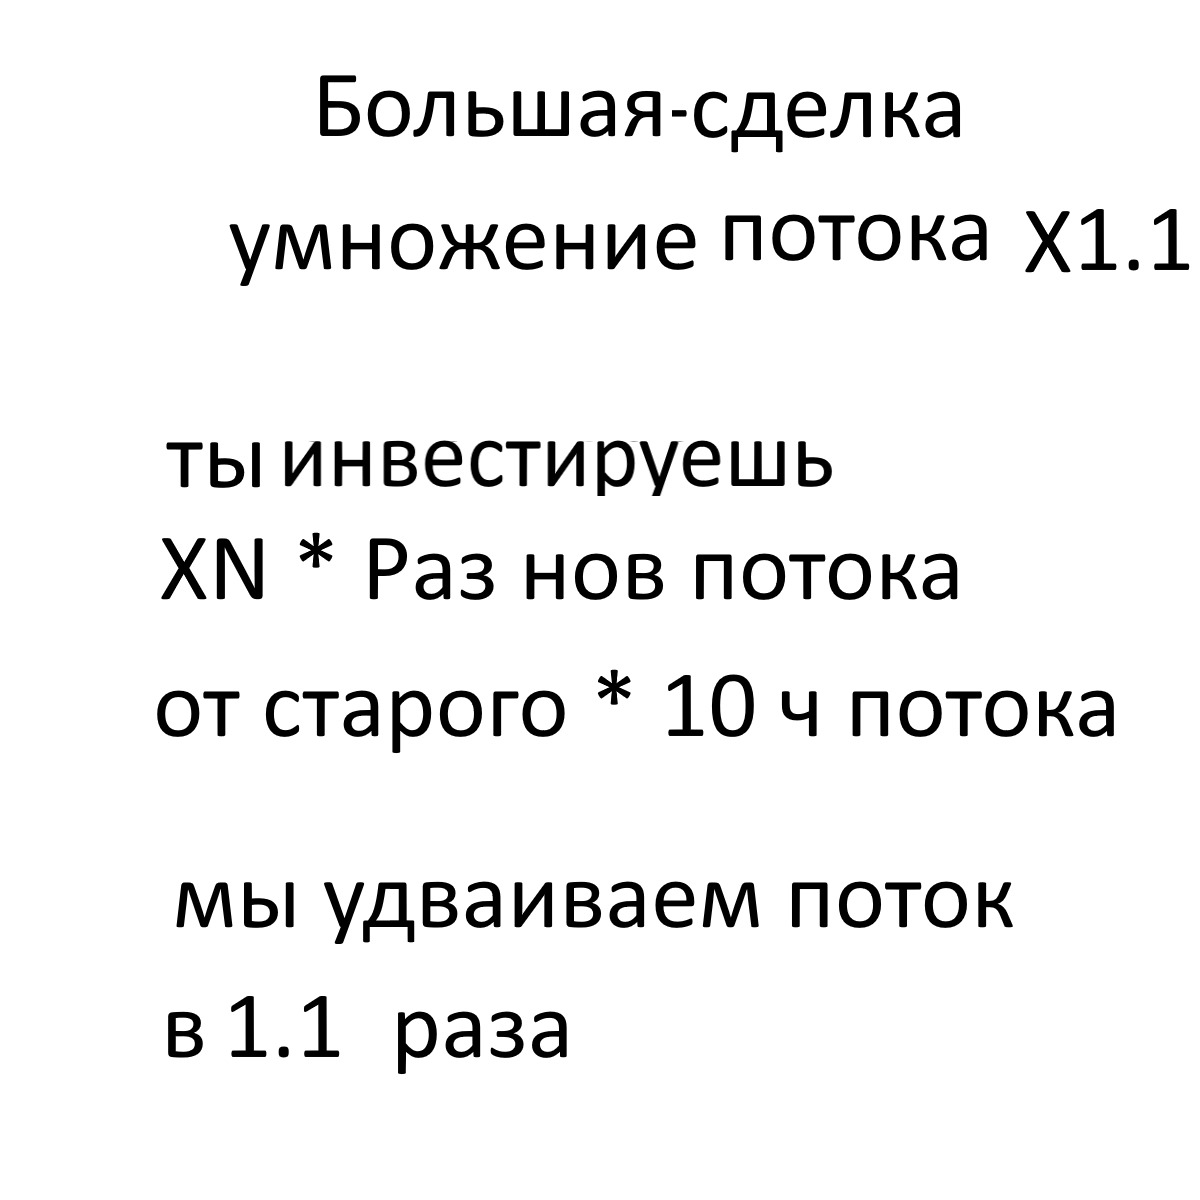 Большая-сделка
умножение потока X1.1
ты инвестируешь
XN * Раз нов потока
от старого * 10 ч потока
мы удваиваем поток
в 1.1 раза